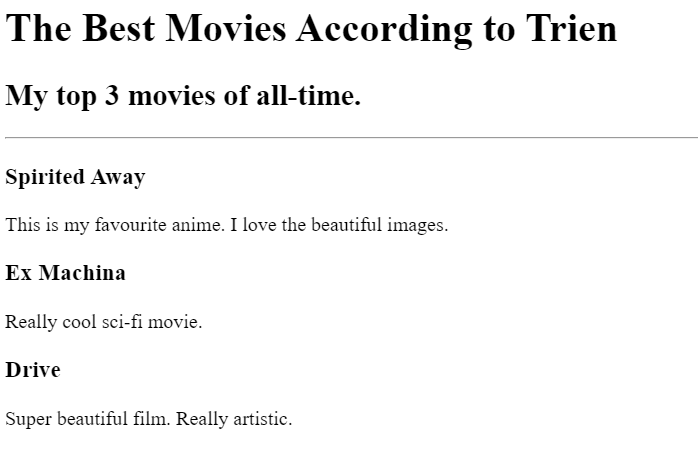 The Best Movies According to Trien
My top 3 movies of all-time.
Spirited Away
This is my favourite anime. I love the beautiful images.
Ex Machina
Really cool sci-fi movie.
Drive
Super beautiful film. Really artistic.